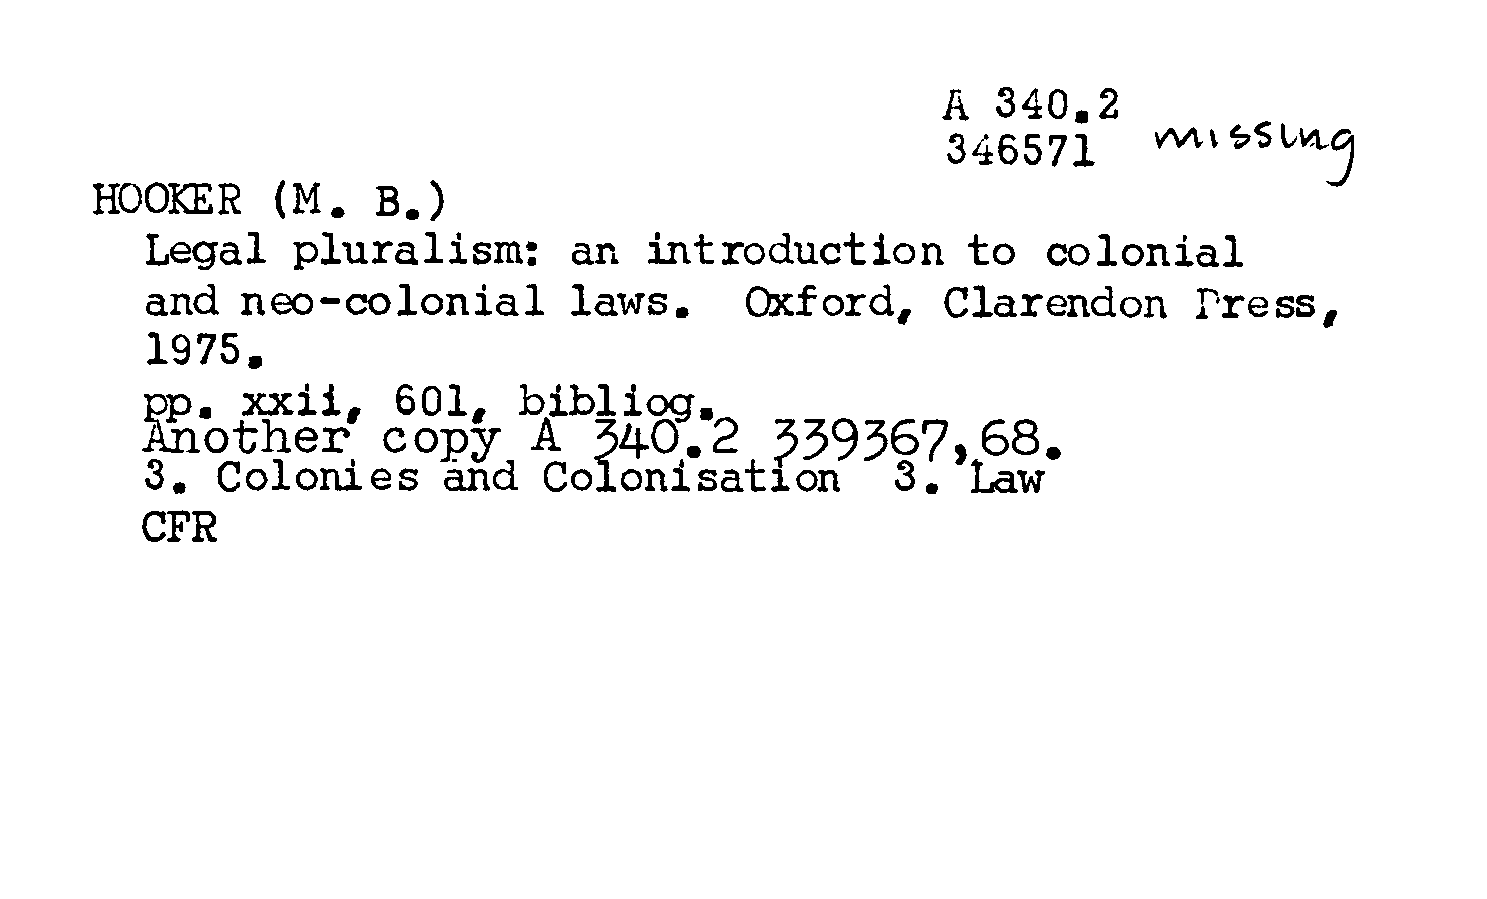 A 340.2
346571 missing
HOOKER (M. B.)
Legal pluralism: an introduction to colonial
and neo-colonial laws. Oxford, Clarendon Press,
1975.
pp. xxii, 601, bibliog.
Another copy A 340.2 339367,68.
3. Colonies and Colonisation 3. Law
CFR